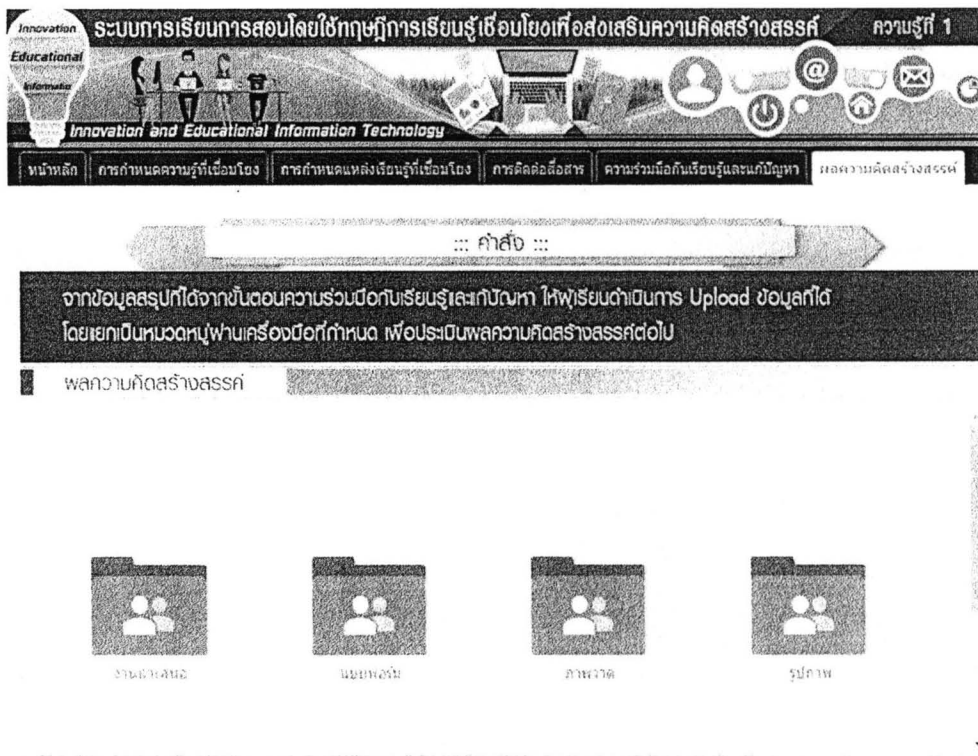 Innovation
Educational
Informatio
ระบบการเรียนการสอนโดยใช้ทฤษฎีการเรียนรู้เชื่อมโยงเพื่อส่งเสริมความคิดสร้างสรรค์ ความรู้ที่ 1
Innovation and Educational Information Technology
หน้าหลัก การกำหนดความรู้ที่เชื่อมโยง การกำหนดแหล่งเรียนรู้ที่เชื่อมโยง การติดต่อสื่อสาร ความร่วมมือกันเรียนรู้และแก้ปัญหา ผลความคิดสร้างสรรค์
::: คำสั่ง :::
จากข้อมูลสรุปที่ได้จากขั้นตอนความร่วมมือกันเรียนรู้และแก้ปัญหา ให้ผู้เรียนดำเนินการ Upload ข้อมูลที่ได้
โดยแยกเป็นหมวดหมู่ผ่านเครื่องมือที่กำหนด เพื่อประเมินผลความคิดสร้างสรรค์ต่อไป
ผลความคิดสร้างสรรค์
งานนำเสนอ แบบฟอร์ม ภาพวาด รูปภาพ